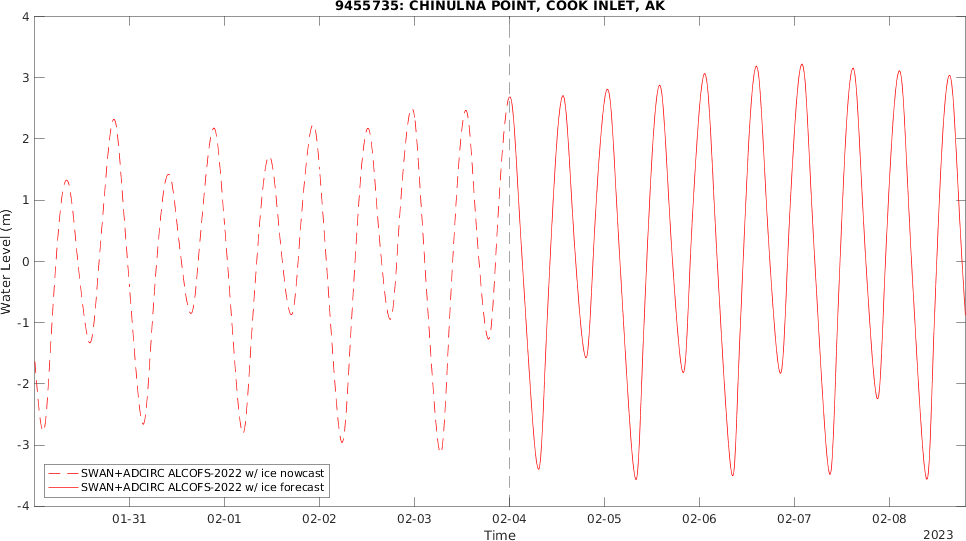 9455735: CHINULNA POINT, COOK INLET, AK
Water Level (m)
4
3
2
1
0
-1
-2
-3
-4
SWAN+ADCIRC ALCOFS-2022 w/ ice nowcast
SWAN+ADCIRC ALCOFS-2022 w/ ice forecast
01-31 02-01 02-02 02-03 02-04 02-05 02-06 02-07 02-08
Time
2023